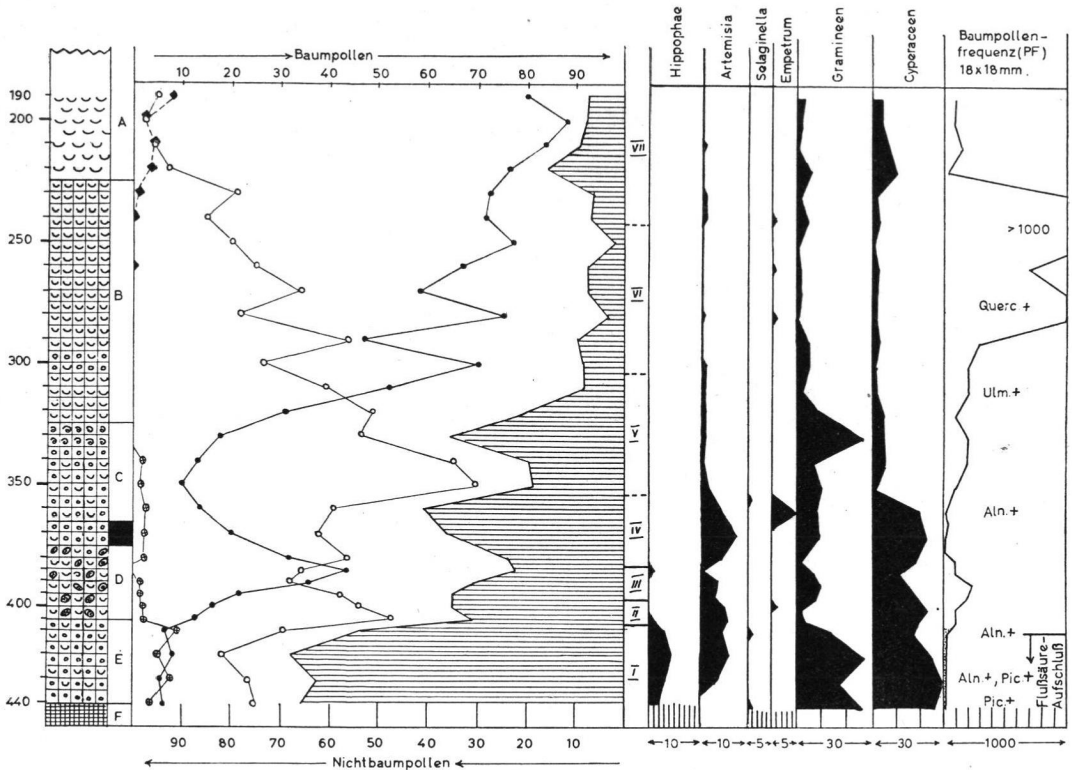 Baumpollen
10 20 30 40 50 60 70 80 90
Hippophae
Artemisia
Selaginella
Empetrum
Gramineen
Cyperaceen
Baumpollen-
frequenz (PF)
18x18mm.
190
200
250
300
350
400
440
A
B
C
D
E
F
VII
VI
V
IV
III
II
I
>1000
Querc.+
Ulm.+
Aln.+
Aln.+
Aln.+, Pic.+
Pic.+
Flußsäure-
Aufschluß
90 80 70 60 50 40 30 20 10
Nichtbaumpollen
10 10 5 5 30 30 1000